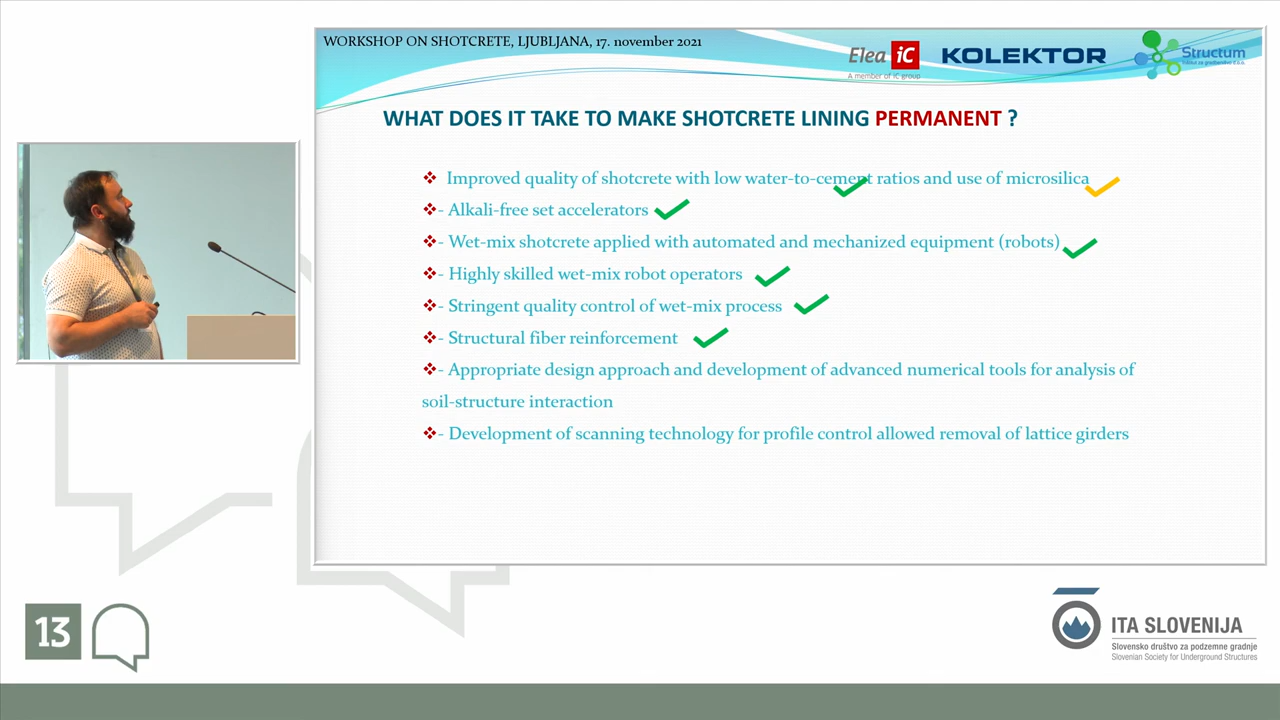 WORKSHOP ON SHOTCRETE, LJUBLJANA, 17. november 2021
Elea iC
A member of iC group
KOLEKTOR
Structum
WHAT DOES IT TAKE TO MAKE SHOTCRETE LINING PERMANENT ?
❖ Improved quality of shotcrete with low water-to-cement ratios and use of microsilica
❖- Alkali-free set accelerators
❖- Wet-mix shotcrete applied with automated and mechanized equipment (robots)
❖- Highly skilled wet-mix robot operators
❖- Stringent quality control of wet-mix process
❖- Structural fiber reinforcement
❖- Appropriate design approach and development of advanced numerical tools for analysis of
soil-structure interaction
❖- Development of scanning technology for profile control allowed removal of lattice girders
13
ITA SLOVENIJA
Slovensko društvo za podzemne gradnje
Slovenian Society for Underground Structures